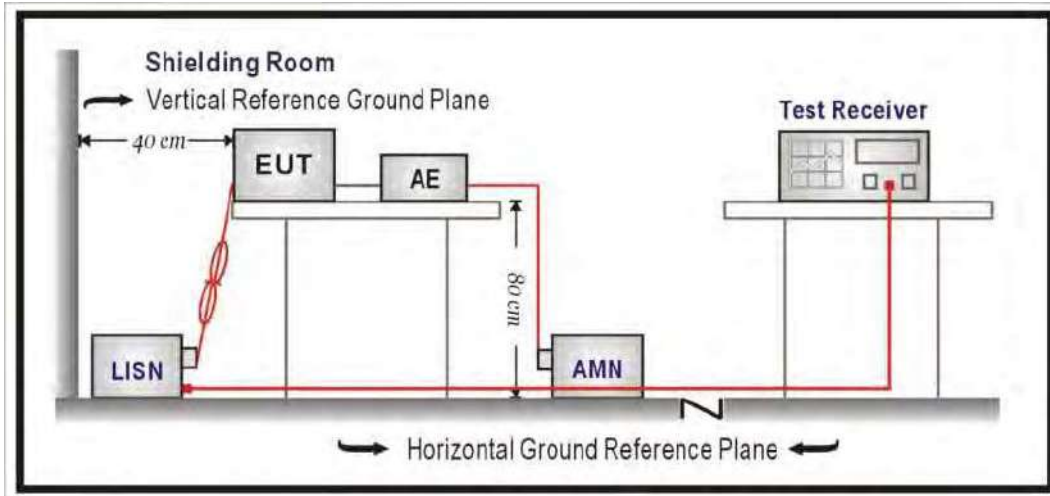 Shielding Room
Vertical Reference Ground Plane
40 cm
EUT
AE
Test Receiver
80 cm
LISN
AMN
Horizontal Ground Reference Plane